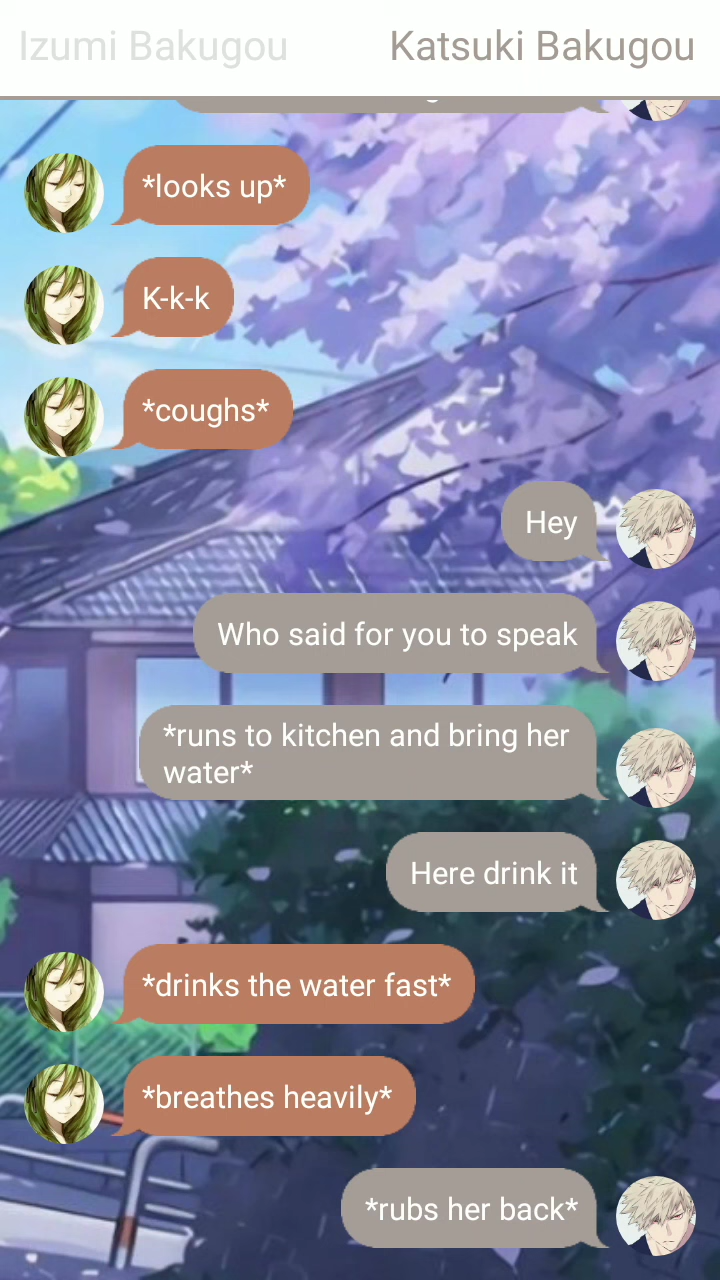 Izumi Bakugou
Katsuki Bakugou
*looks up*
K-k-k
*coughs*
Hey
Who said for you to speak
*runs to kitchen and bring her
water*
Here drink it
*drinks the water fast*
*breathes heavily*
*rubs her back*